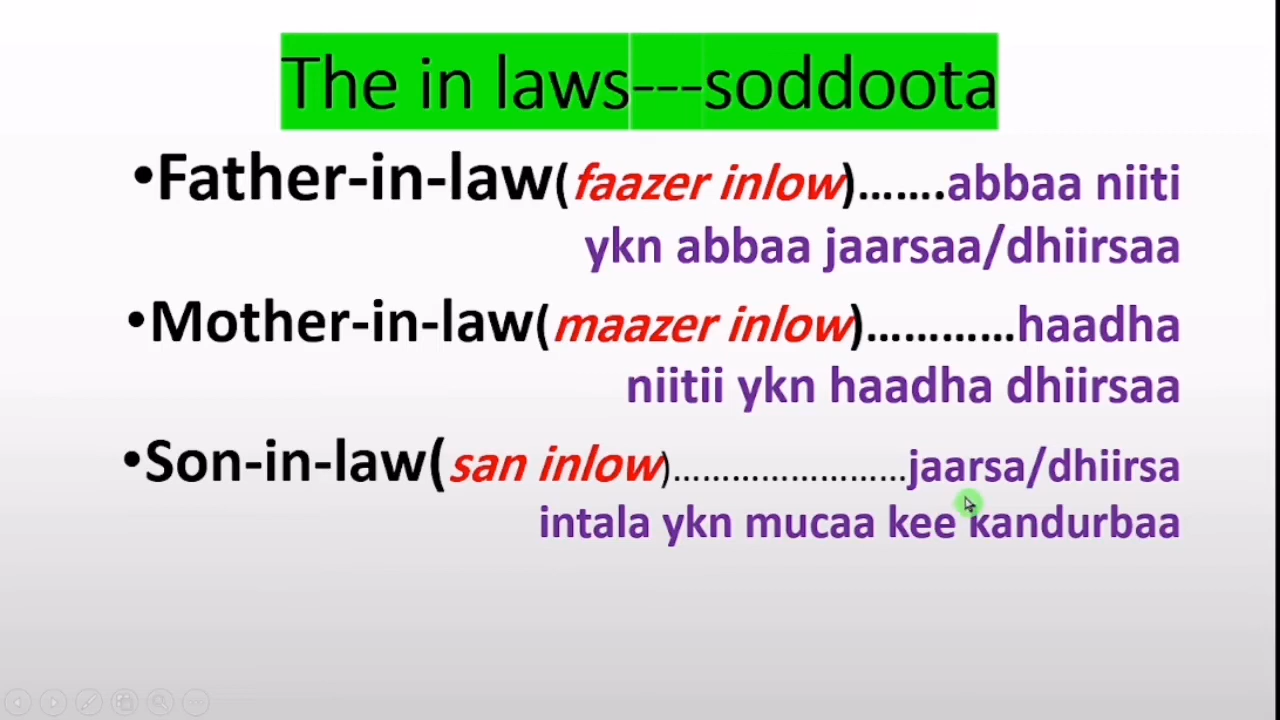 The in laws---soddoota
•Father-in-law(faazer inlow)…….abbaa niiti
ykn abbaa jaarsaa/dhiirsaa
•Mother-in-law(maazer inlow)…………haadha
niitii ykn haadha dhiirsaa
•Son-in-law(san inlow)……………………jaarsa/dhiirsa
intala ykn mucaa kee kandurbaa